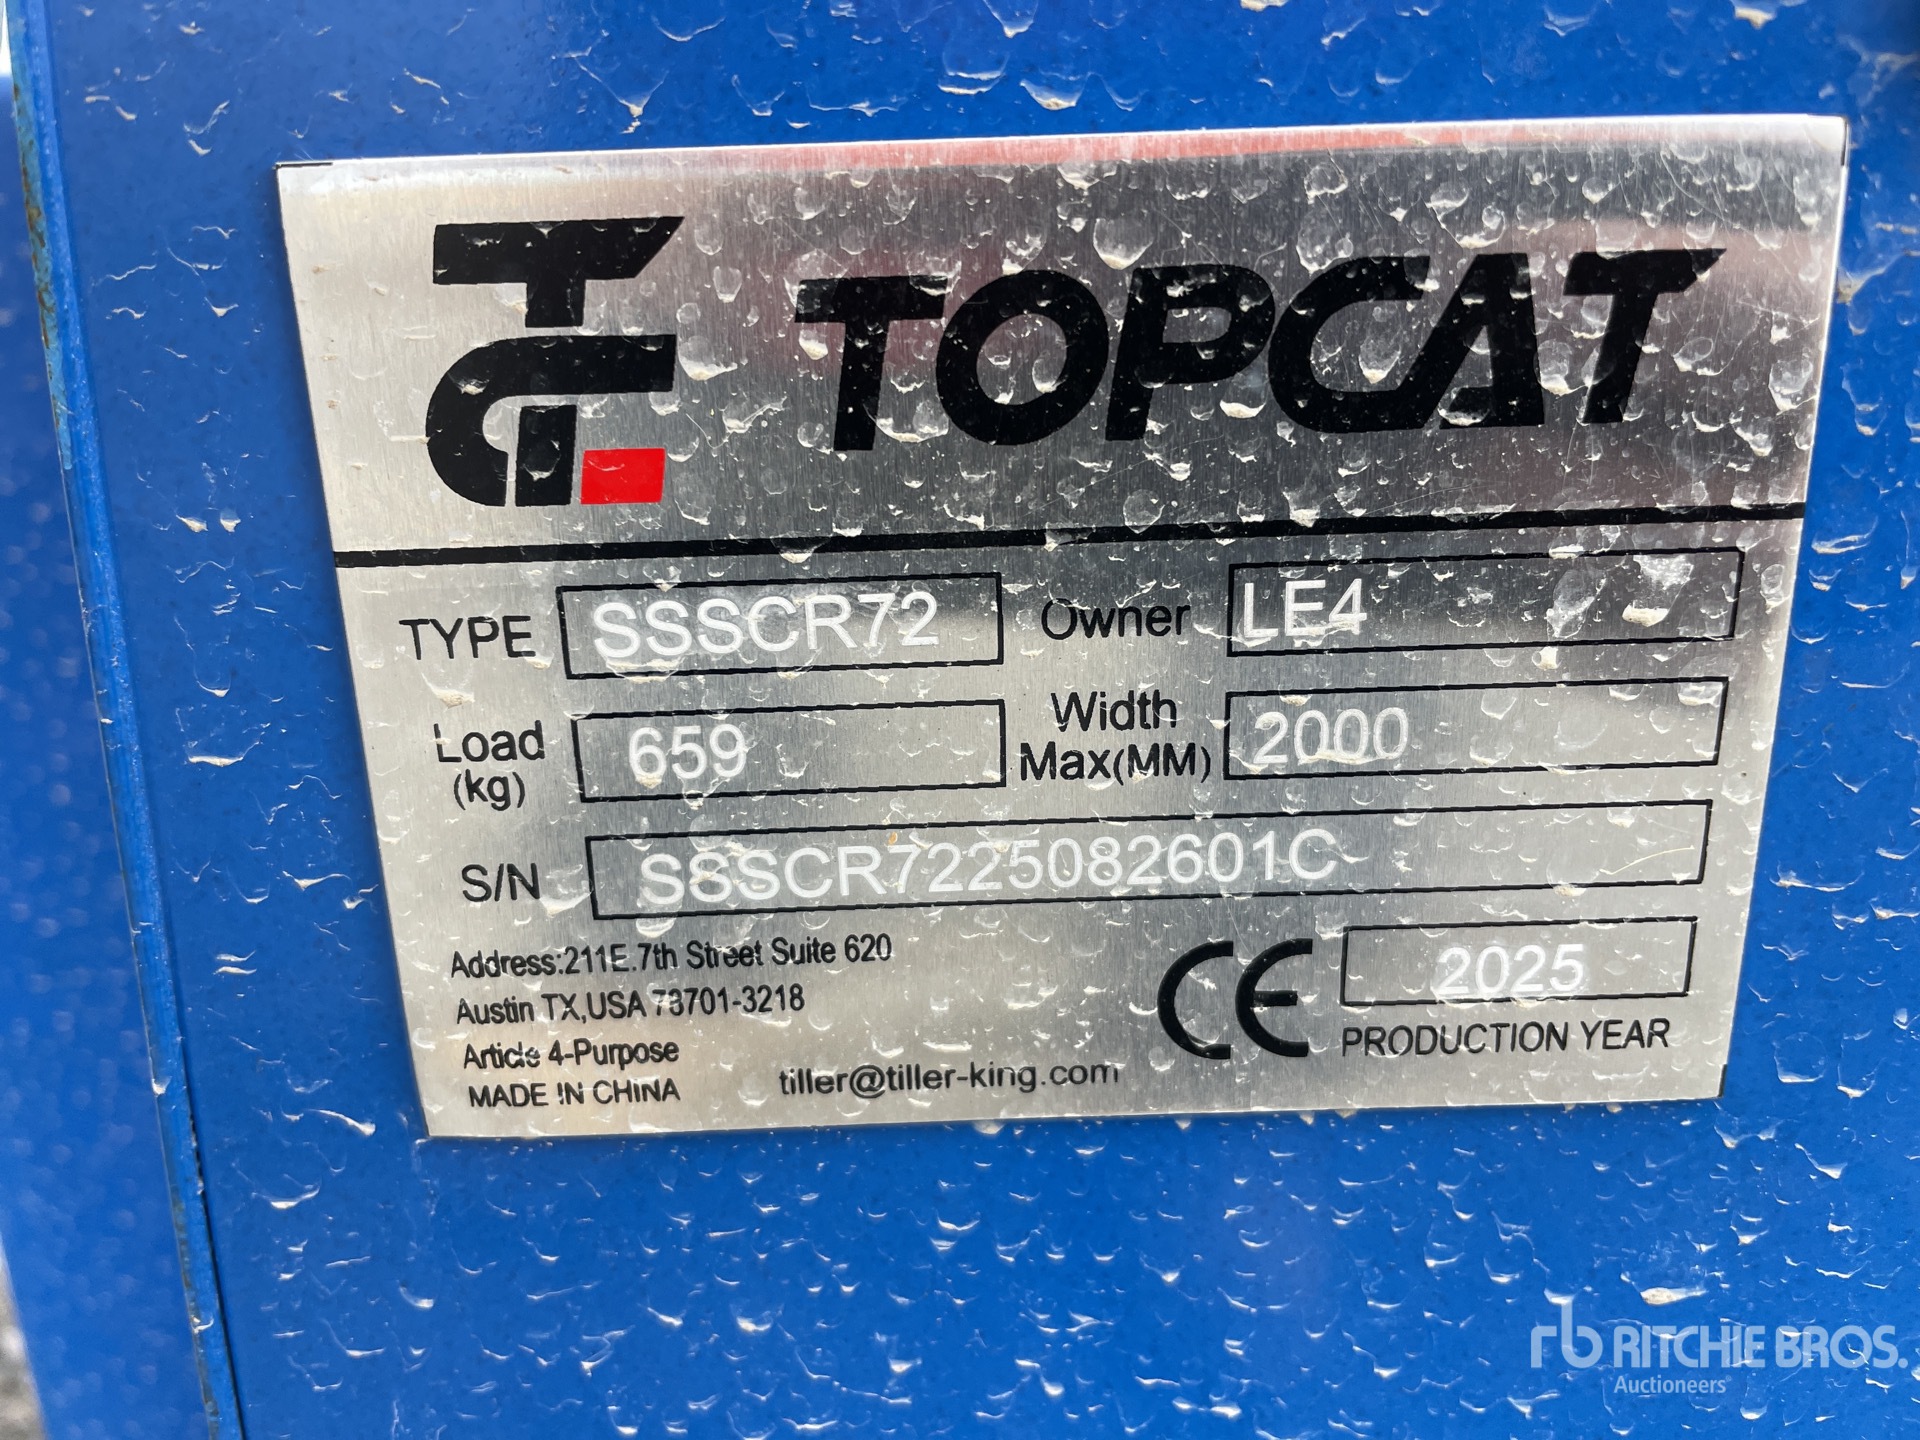 TOPCAT
TYPE SSSCR72 Owner LE4
Load (kg) 659 Width Max(MM) 2000
S/N SSSCR7225082601C
Address:211E.7th Street Suite 620
Austin TX,USA 78701-3218
Article 4-Purpose
MADE IN CHINA
tiller@tiller-king.com
CE 2025
PRODUCTION YEAR
rb RITCHIE BROS.
Auctioneers